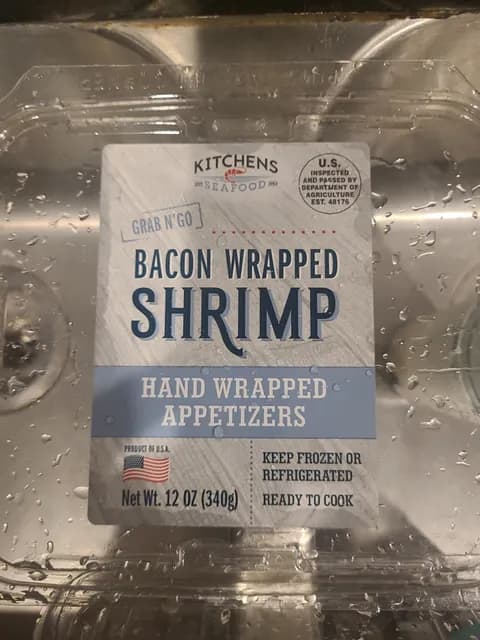 KITCHENS
SEAFOOD
U.S.
INSPECTED
AND PASSED BY
DEPARTMENT OF
AGRICULTURE
EST. 48176
GRAB N'GO
BACON WRAPPED
SHRIMP
HAND WRAPPED
APPETIZERS
PRODUCT OF U.S.A.
Net Wt. 12 OZ (340g)
KEEP FROZEN OR
REFRIGERATED
READY TO COOK